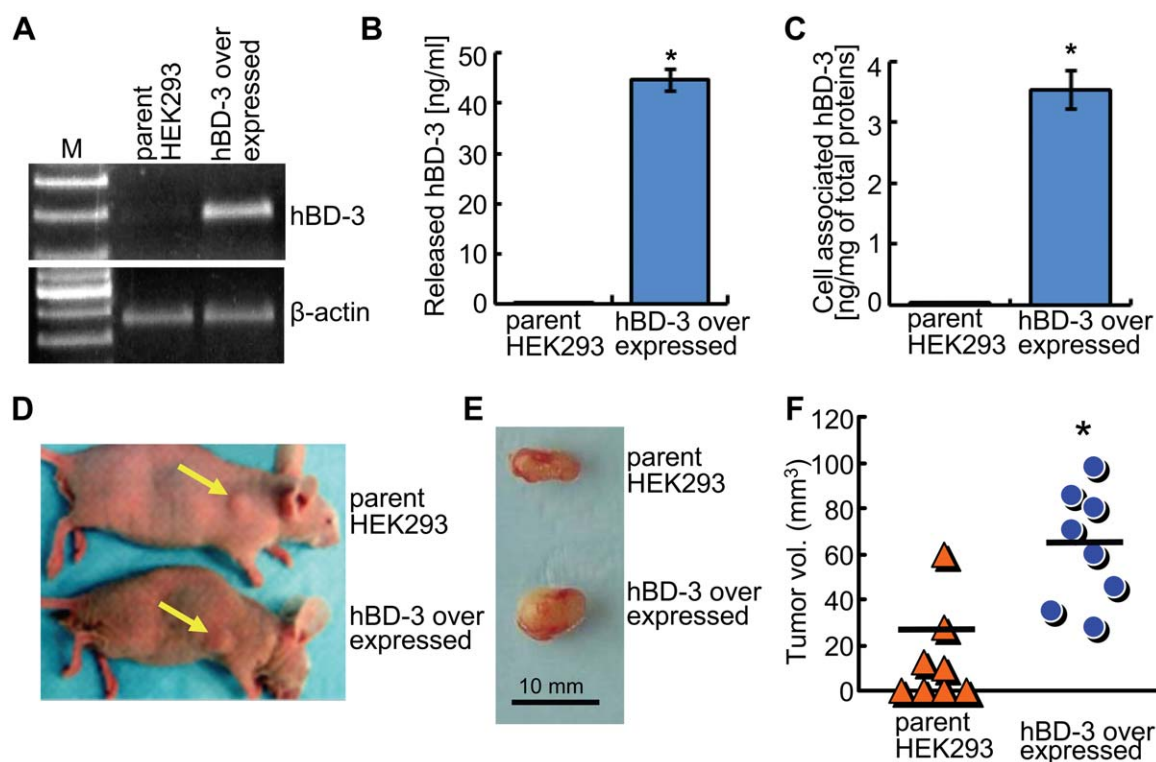 A
M
parent
HEK293
hBD-3 over
expressed
hBD-3
β-actin
B
Released hBD-3 [ng/ml]
50
40
30
20
10
0
*
parent
HEK293
hBD-3 over
expressed
C
Cell associated hBD-3
[ng/mg of total proteins)
4
3
2
1
0
*
parent
HEK293
hBD-3 over
expressed
D
parent
HEK293
hBD-3 over
expressed
E
parent
HEK293
hBD-3 over
expressed
10 mm
F
Tumor vol. (mm³)
120
100
80
60
40
20
0
*
parent
HEK293
hBD-3 over
expressed